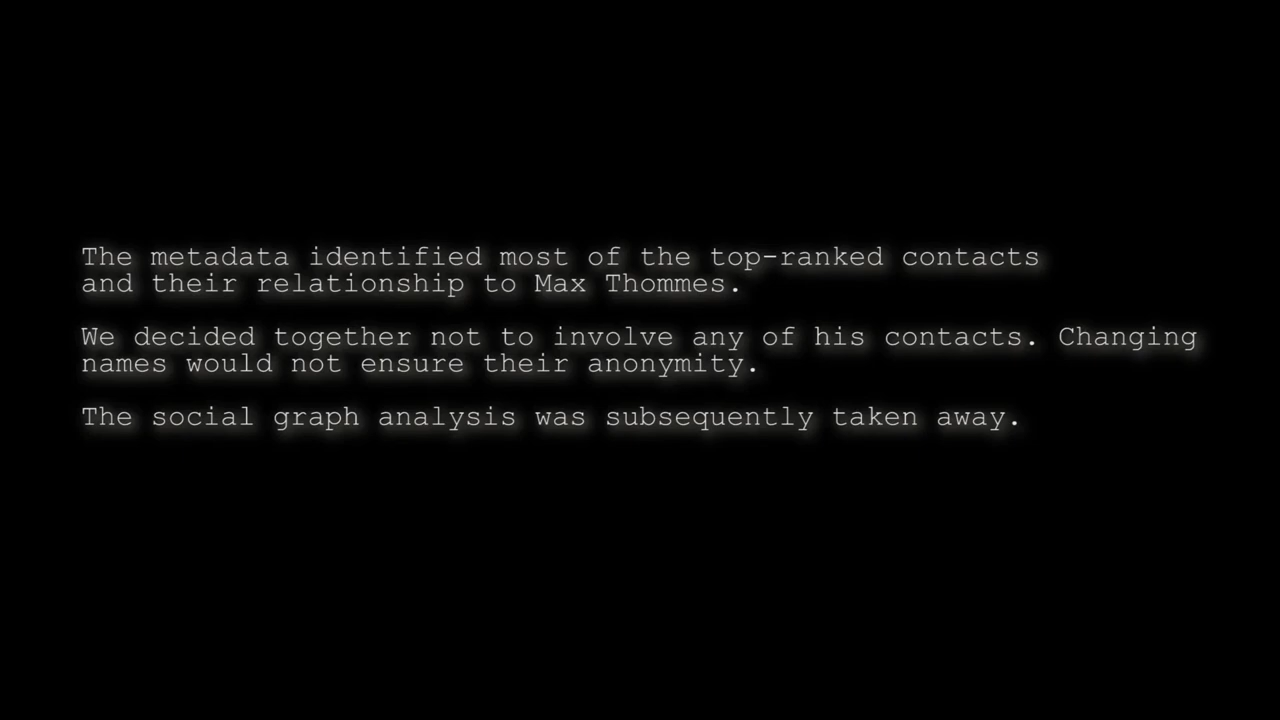 The metadata identified most of the top-ranked contacts
and their relationship to Max Thommes.
We decided together not to involve any of his contacts. Changing
names would not ensure their anonymity.
The social graph analysis was subsequently taken away.